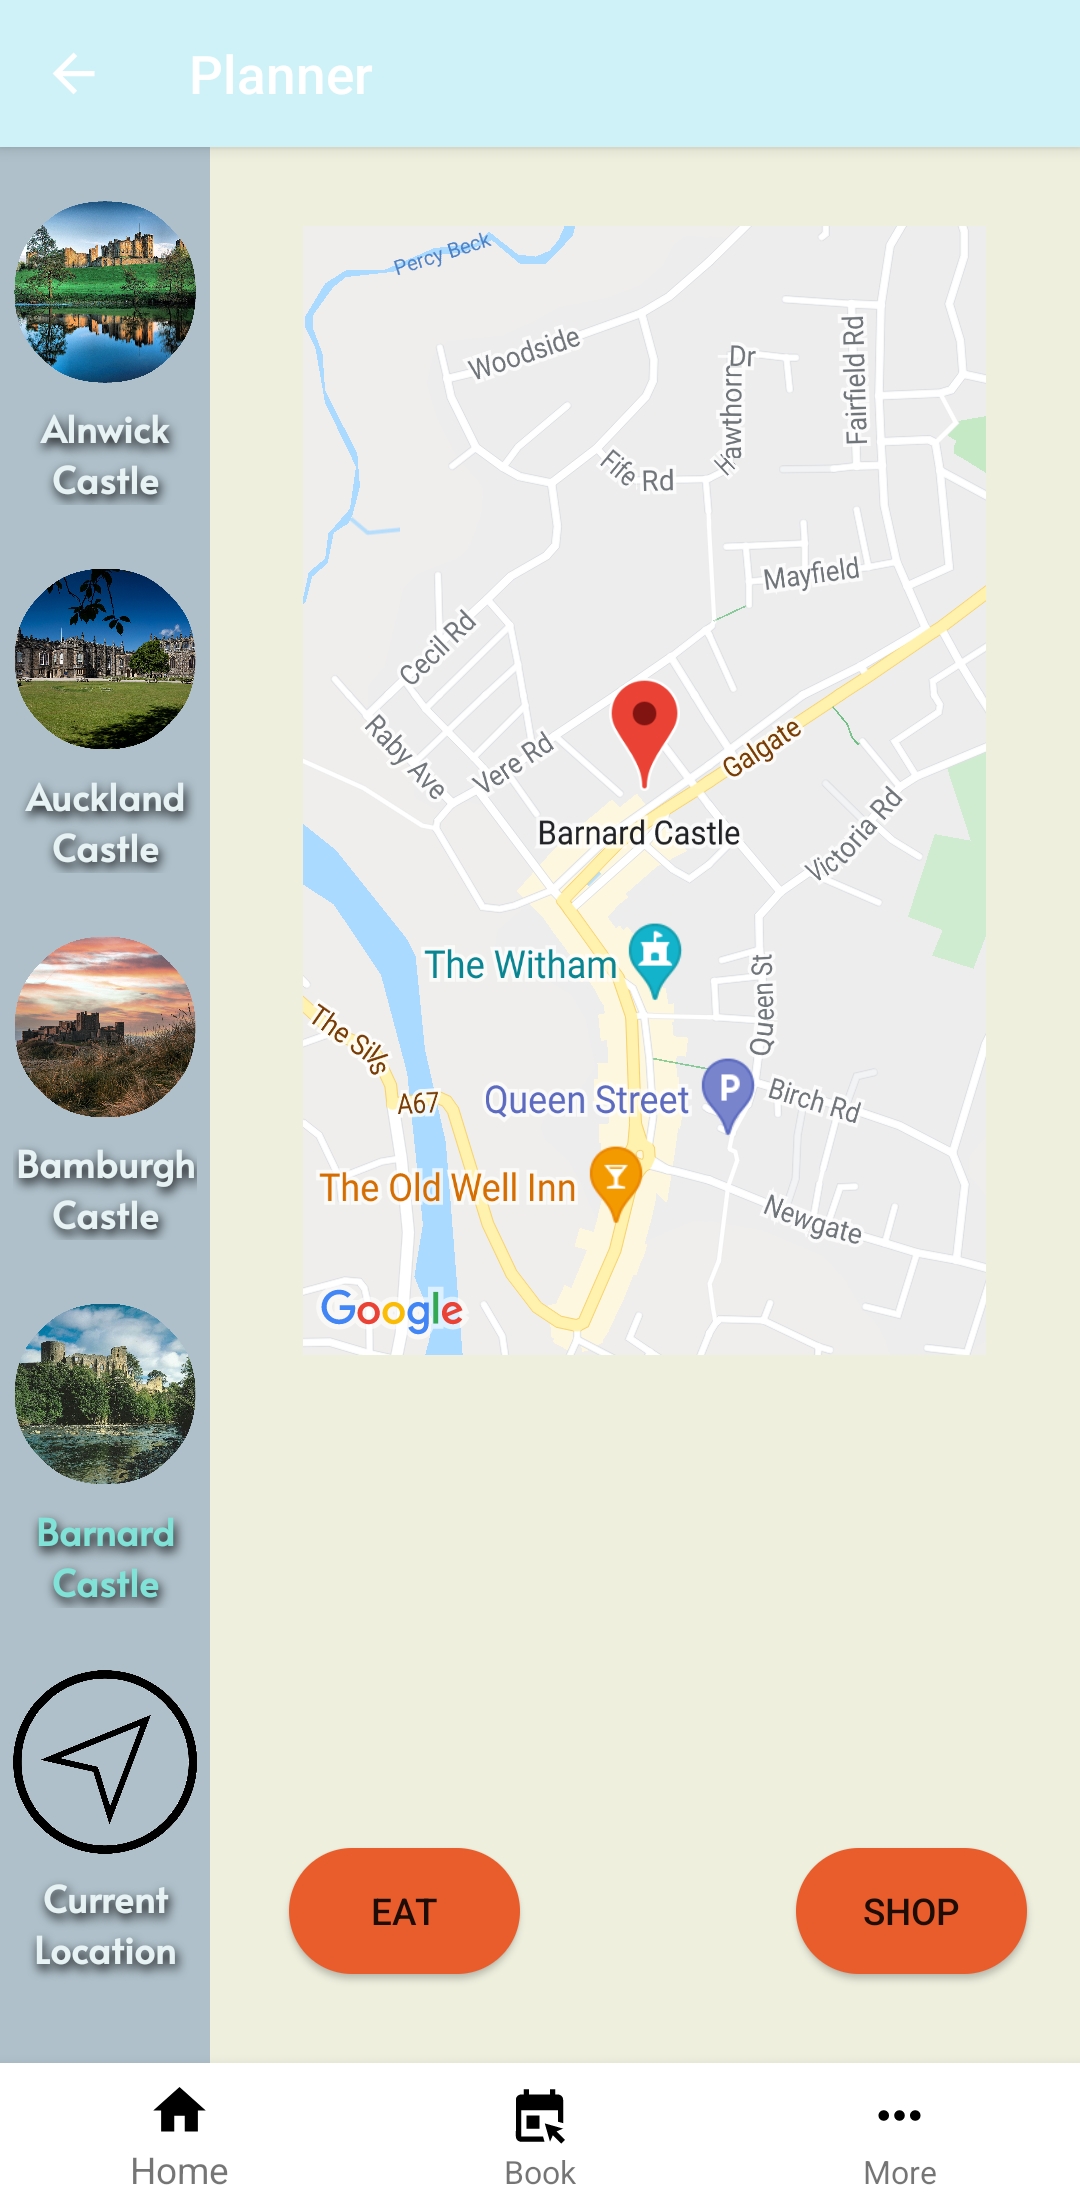 Planner
Alnwick
Castle
Auckland
Castle
Bamburgh
Castle
Barnard
Castle
Current
Location
Percy Beck
Woodside
Hawthorn
Dr
Fairfield Rd
Fife Rd
Mayfield
Cecil Rd
Raby Ave
Vere Rd
Galgate
Barnard Castle
Victoria Rd
The Witham
Queen St
The Sills
A67
Queen Street
P
Birch Rd
The Old Well Inn
Newgate
Google
EAT
SHOP
Home
Book
More